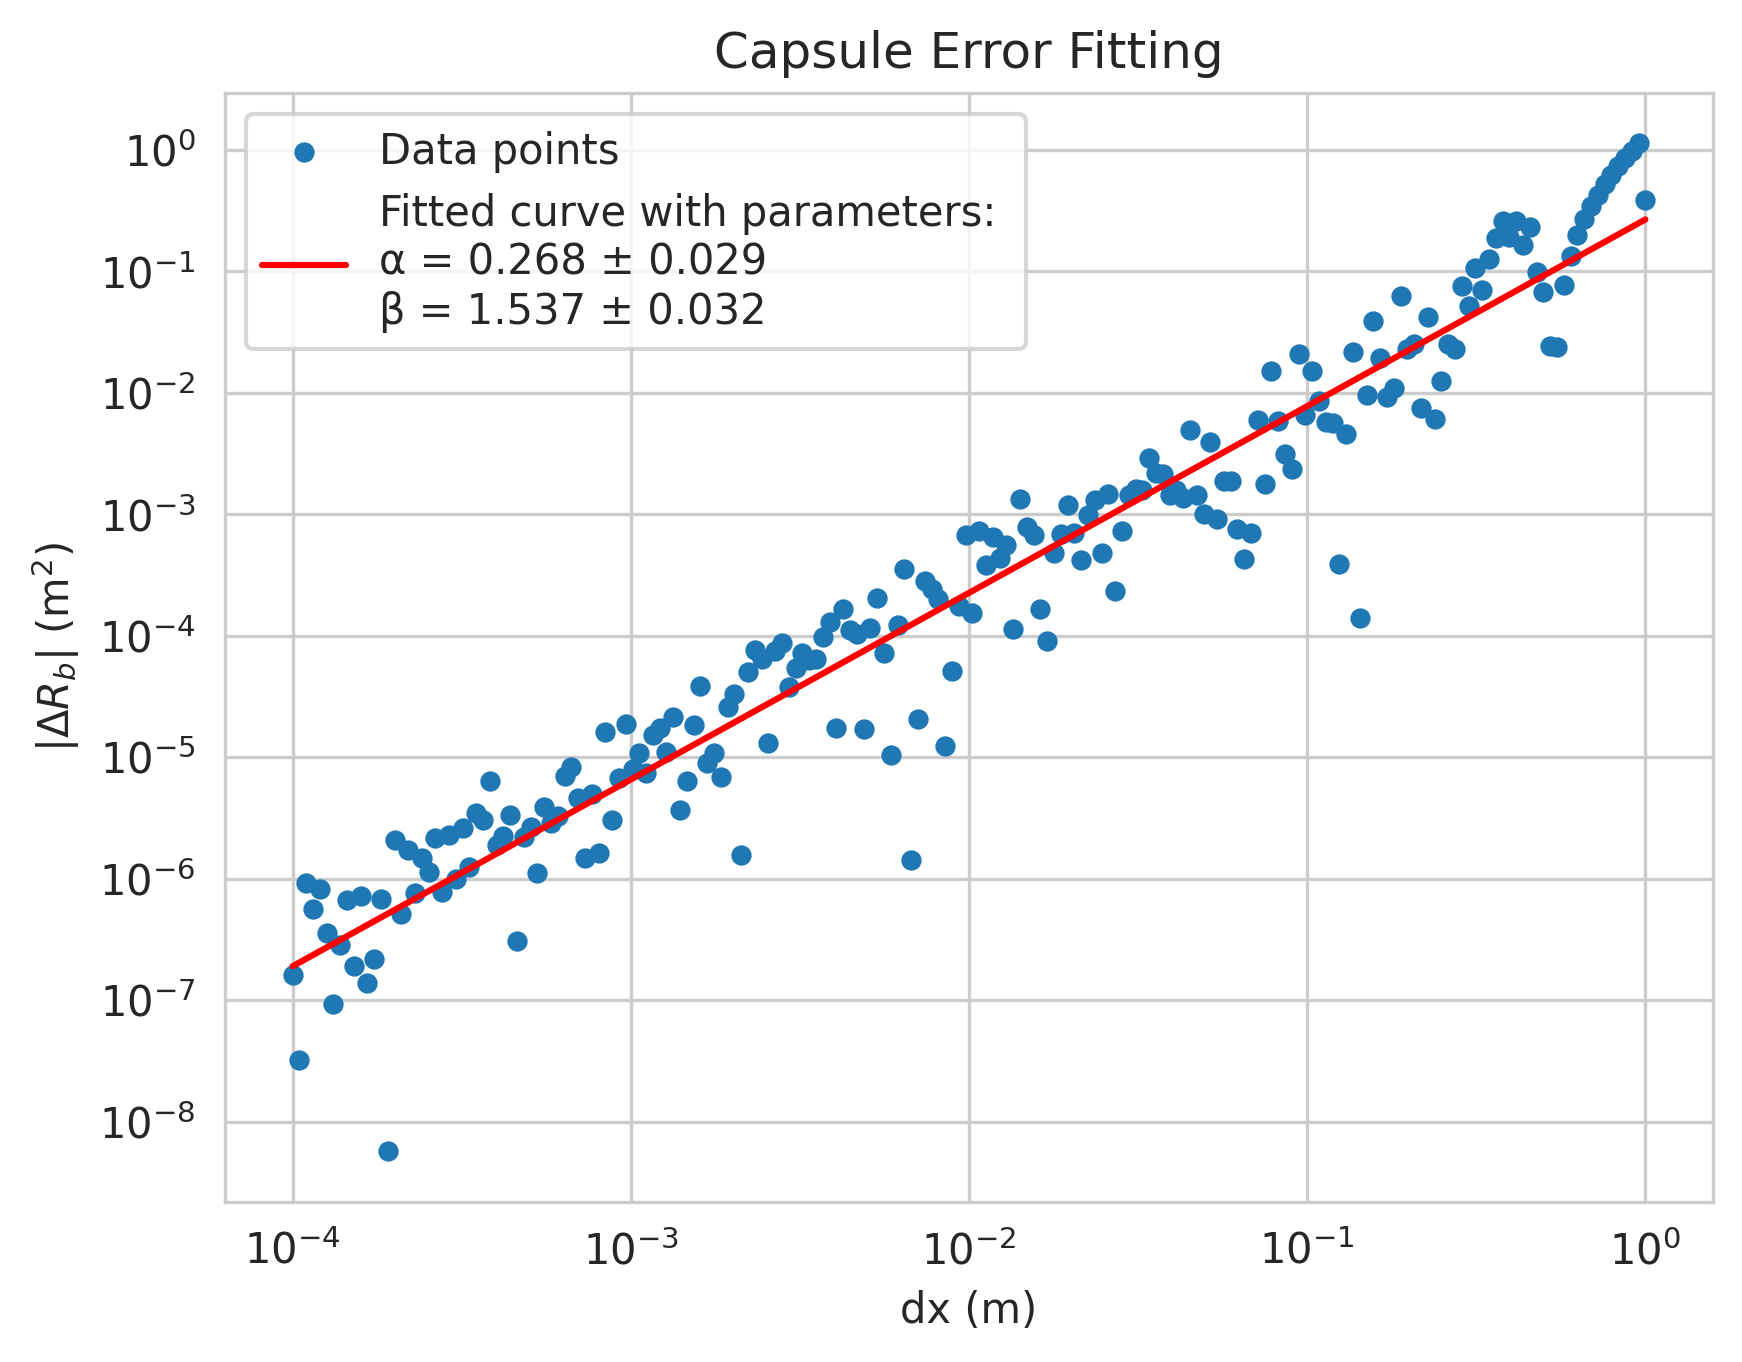 Capsule Error Fitting
Data points
Fitted curve with parameters:
α = 0.268 ± 0.029
β = 1.537 ± 0.032
10⁰
10⁻¹
10⁻²
10⁻³
10⁻⁴
10⁻⁵
10⁻⁶
10⁻⁷
10⁻⁸
|ΔR_b| (m²)
10⁻⁴ 10⁻³ 10⁻² 10⁻¹ 10⁰
dx (m)